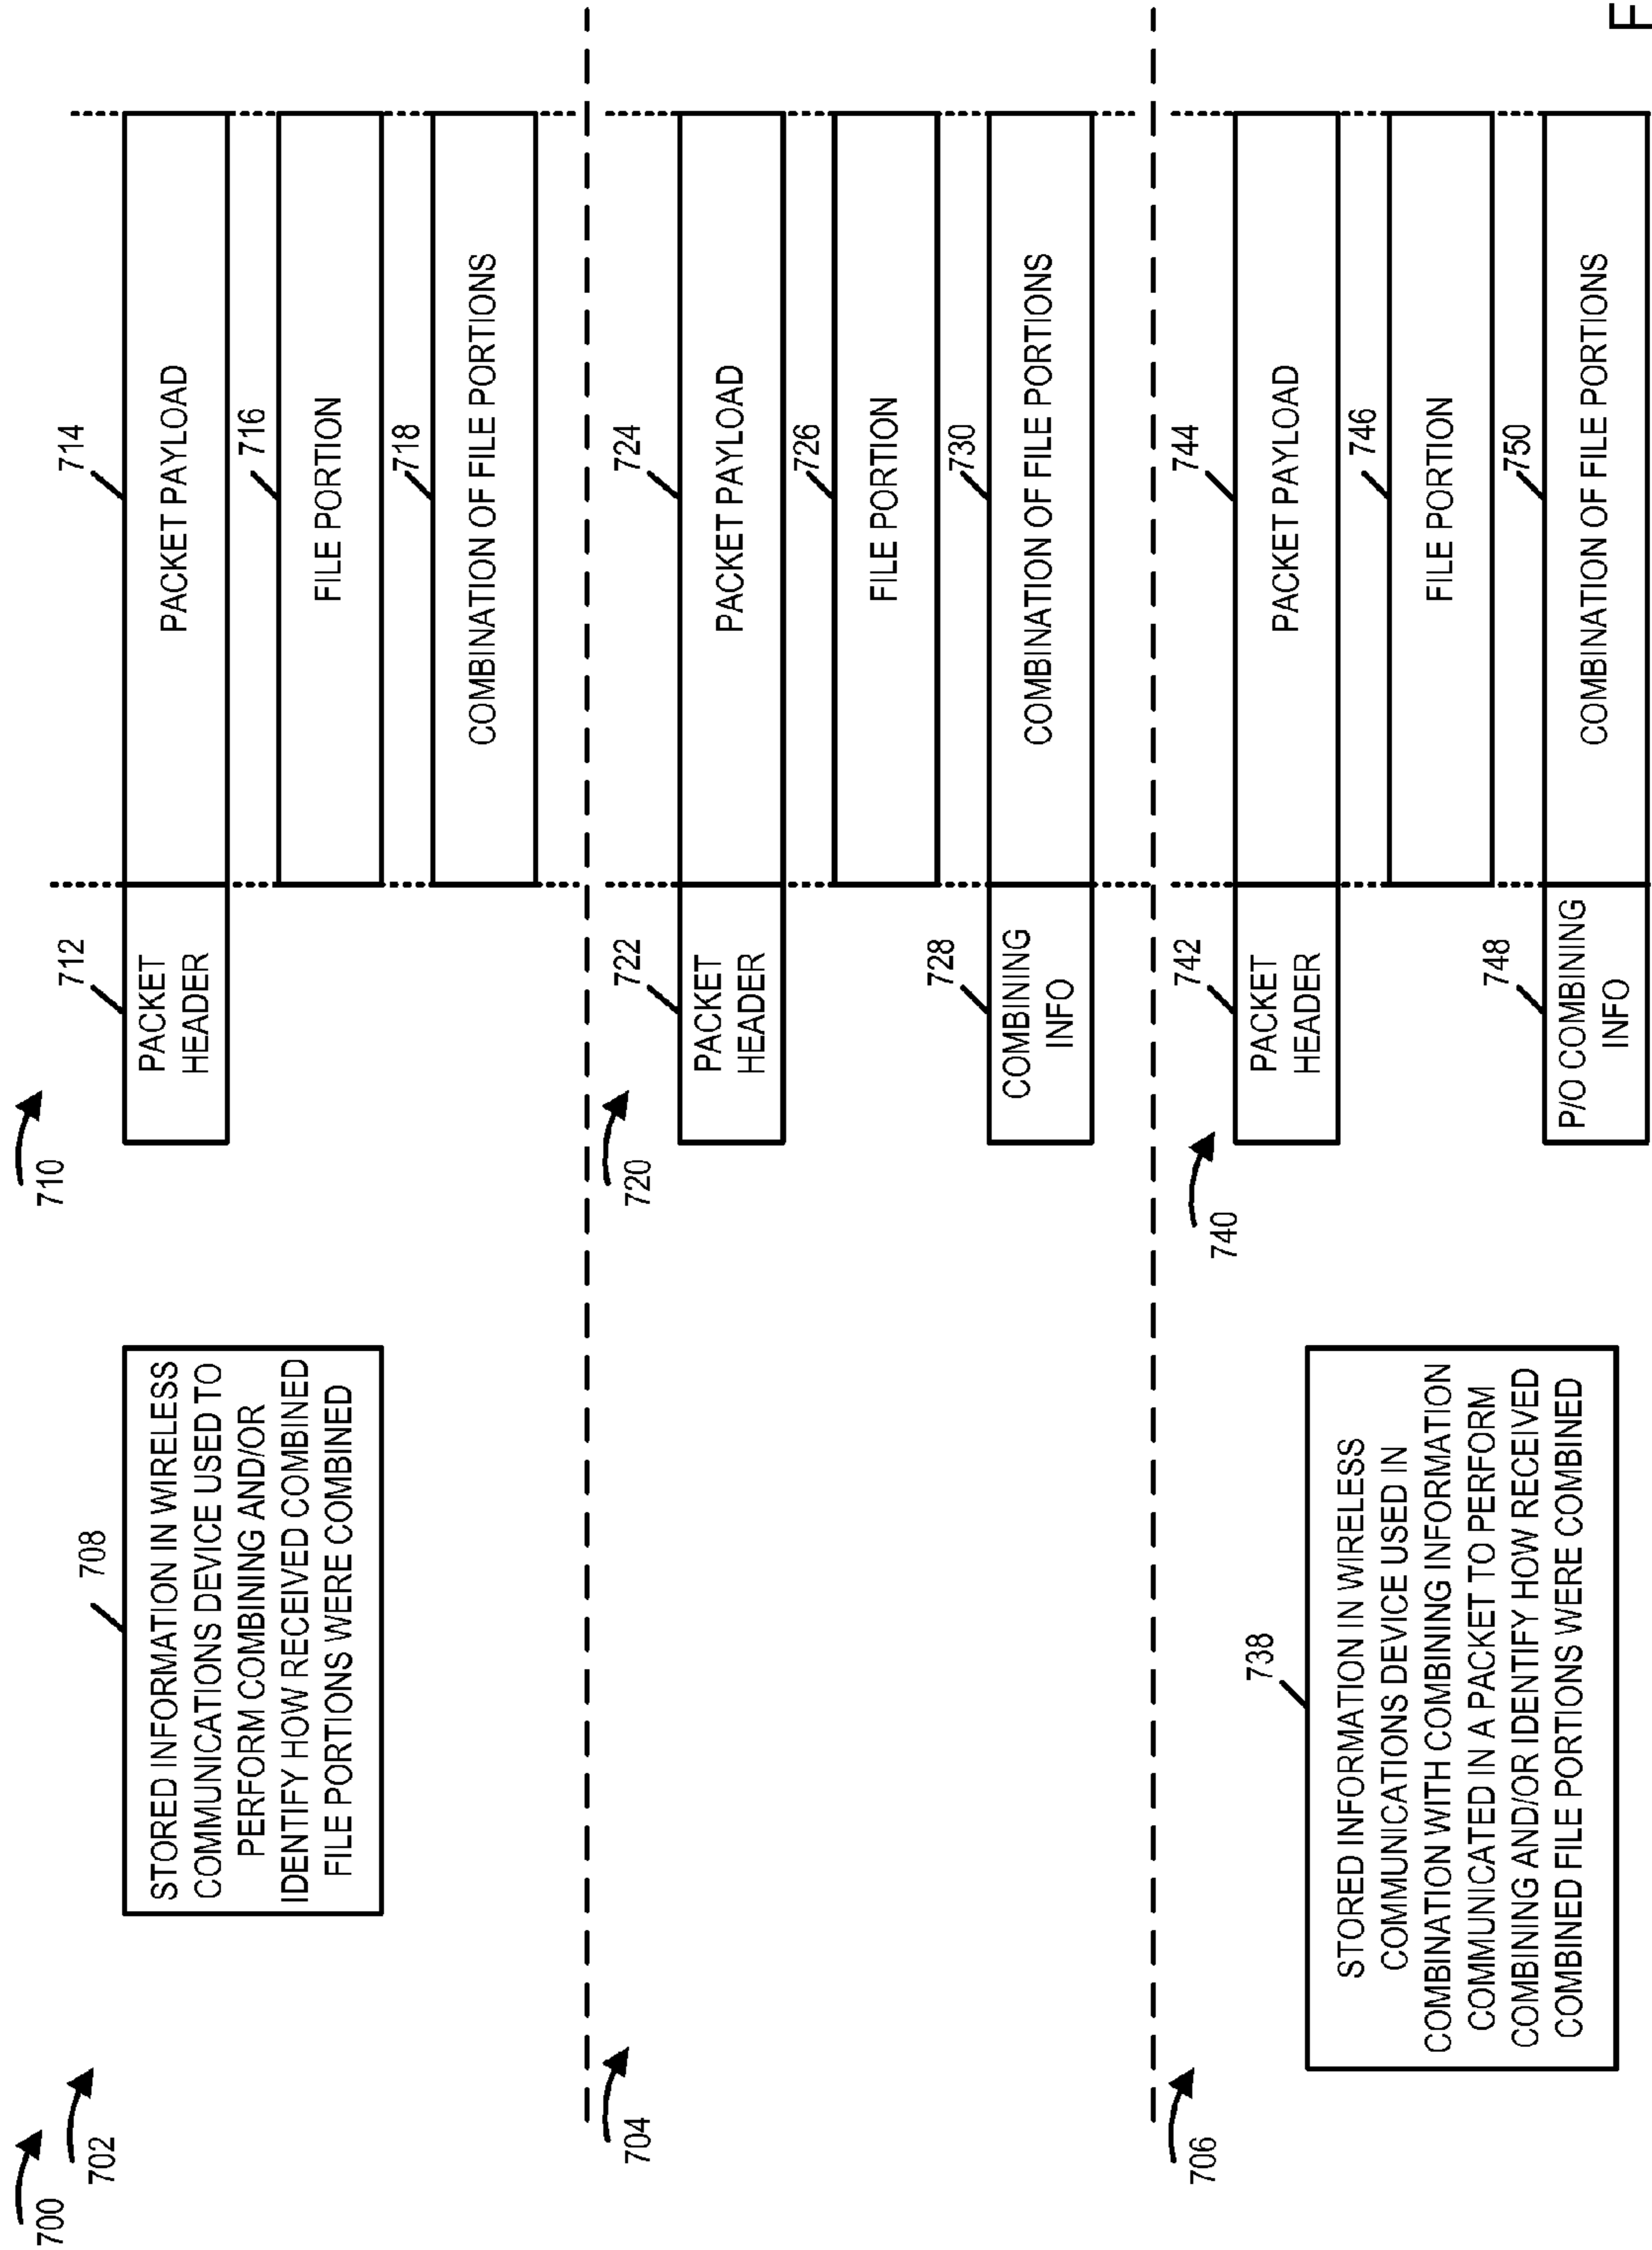 700
702
708
STORED INFORMATION IN WIRELESS
COMMUNICATIONS DEVICE USED TO
PERFORM COMBINING AND/OR
IDENTIFY HOW RECEIVED COMBINED
FILE PORTIONS WERE COMBINED
710
712
PACKET
HEADER
714
PACKET PAYLOAD
716
FILE PORTION
718
COMBINATION OF FILE PORTIONS
704
720
722
PACKET
HEADER
724
PACKET PAYLOAD
726
FILE PORTION
728
COMBINING
INFO
730
COMBINATION OF FILE PORTIONS
706
738
STORED INFORMATION IN WIRELESS
COMMUNICATIONS DEVICE USED IN
COMBINATION WITH COMBINING INFORMATION
COMMUNICATED IN A PACKET TO PERFORM
COMBINING AND/OR IDENTIFY HOW RECEIVED
COMBINED FILE PORTIONS WERE COMBINED
740
742
PACKET
HEADER
744
PACKET PAYLOAD
746
FILE PORTION
748
P/O COMBINING
INFO
750
COMBINATION OF FILE PORTIONS